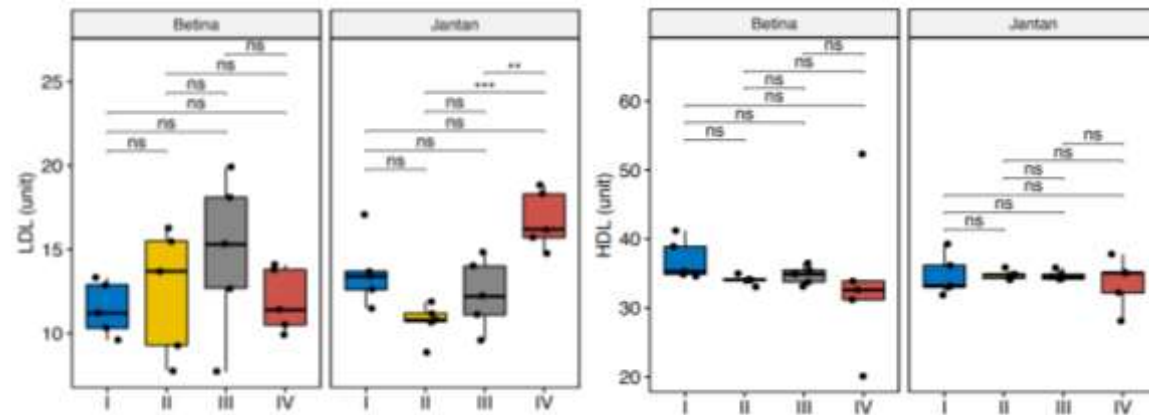 Betina
Jantan
LDL (unit)
25
20
15
10
ns
ns
ns
ns
ns
ns
**
***
ns
ns
ns
ns
I
II
III
IV
I
II
III
IV
Betina
Jantan
HDL (unit)
60
50
40
30
20
ns
ns
ns
ns
ns
ns
ns
ns
ns
ns
ns
ns
I
II
III
IV
I
II
III
IV